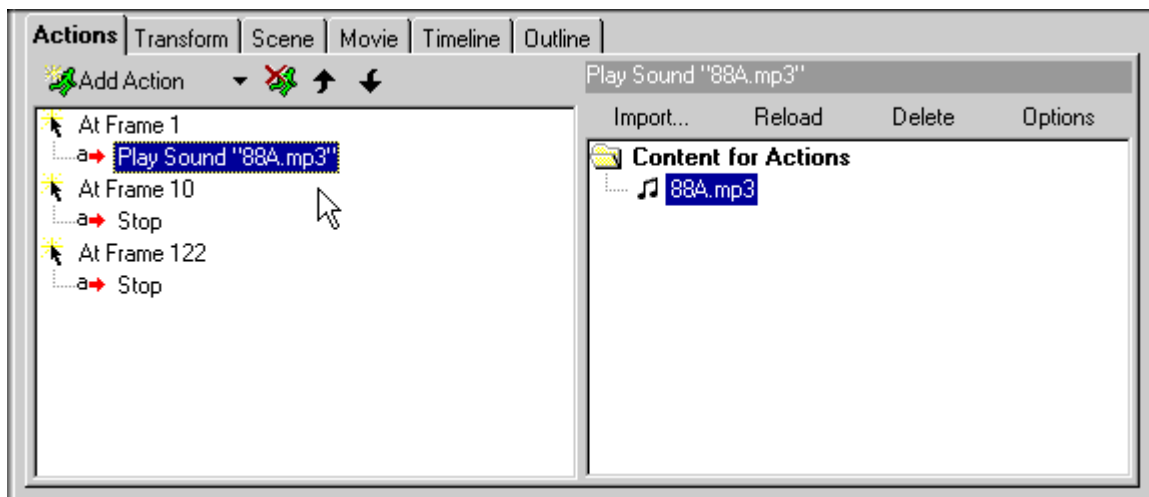 Actions Transform Scene Movie Timeline Outline
Add Action
At Frame 1
a Play Sound "88A.mp3"
At Frame 10
a Stop
At Frame 122
a Stop
Play Sound "88A.mp3"
Import... Reload Delete Options
Content for Actions
88A.mp3